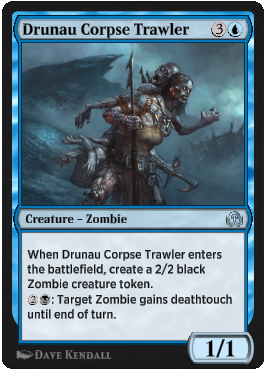 Drunau Corpse Trawler 3
Creature – Zombie
When Drunau Corpse Trawler enters
the battlefield, create a 2/2 black
Zombie creature token.
2 : Target Zombie gains deathtouch
until end of turn.
DAVE KENDALL
1/1